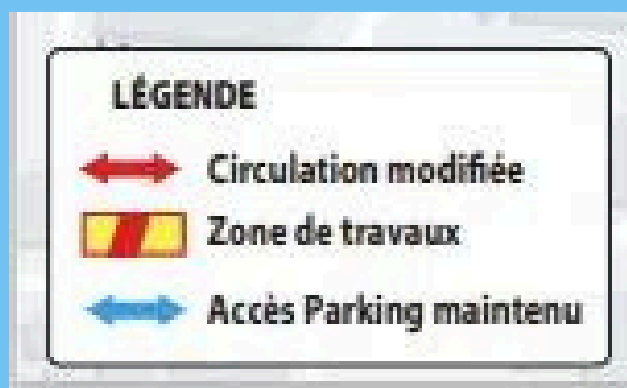 LÉGENDE
Circulation modifiée
Zone de travaux
Accès Parking maintenu